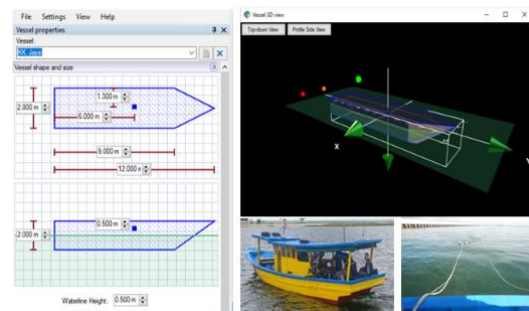 File Settings View Help
Vessel properties
Vessel:
KK Jaya
Vessel shape and size
1.300 m
2.000 m
6.000 m
9.000 m
12.000 m
0.500 m
2.000 m
Waterline Height: 0.500 m
Vessel 3D view
Top-down View Profile Side View
X
Y